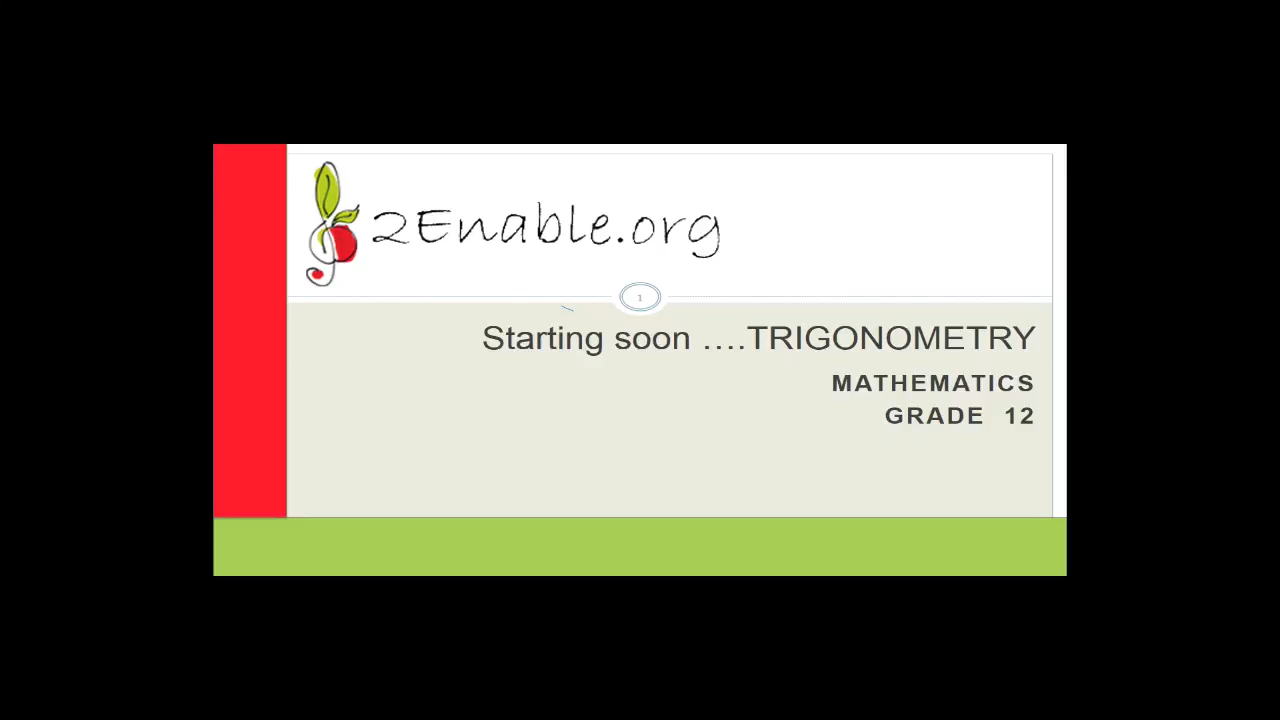 2Enable.org
1
Starting soon ....TRIGONOMETRY
MATHEMATICS
GRADE 12